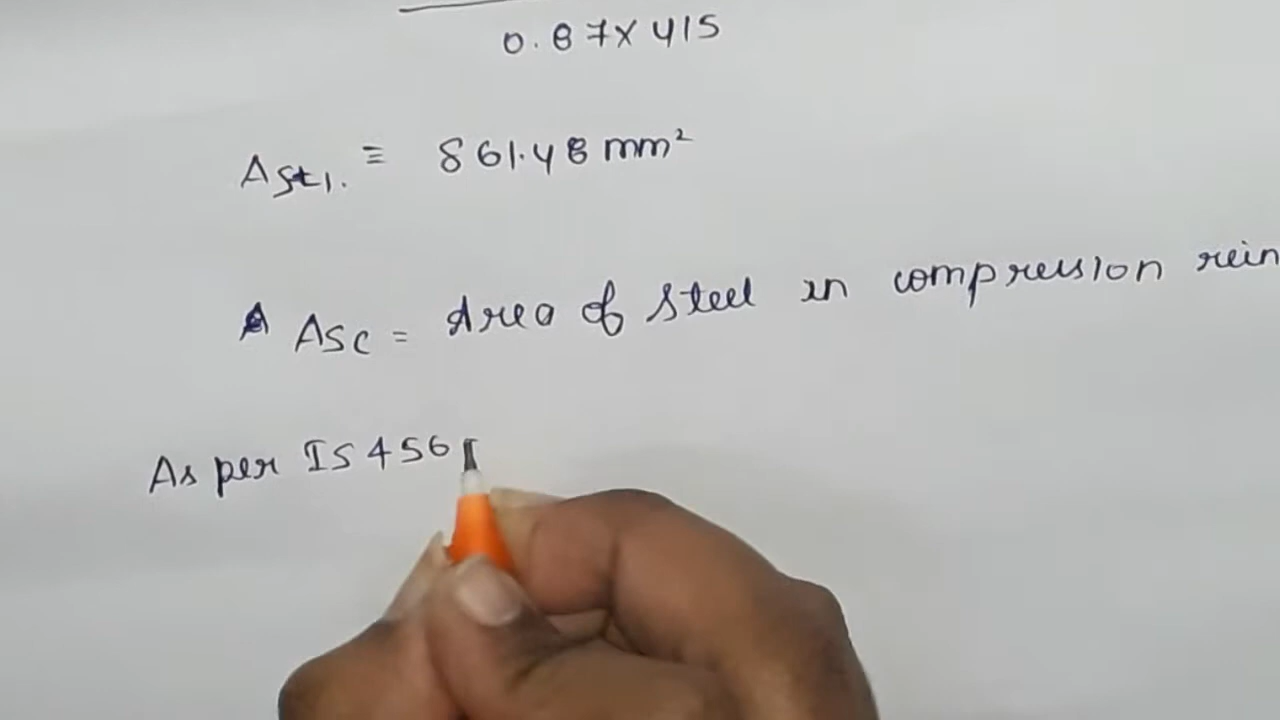 0.87x415
Ast1. = 861.48 mm²
A Asc = Area of steel in compression rein
As per IS 456